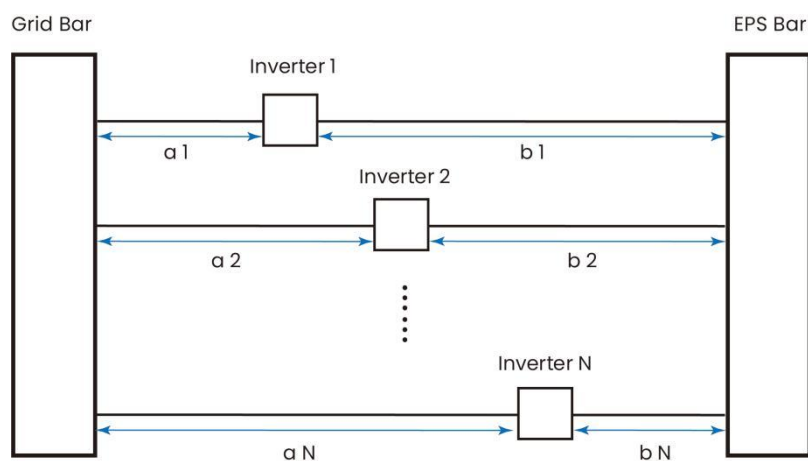 Grid Bar
EPS Bar
Inverter 1
a 1
b 1
Inverter 2
a 2
b 2
Inverter N
a N
b N